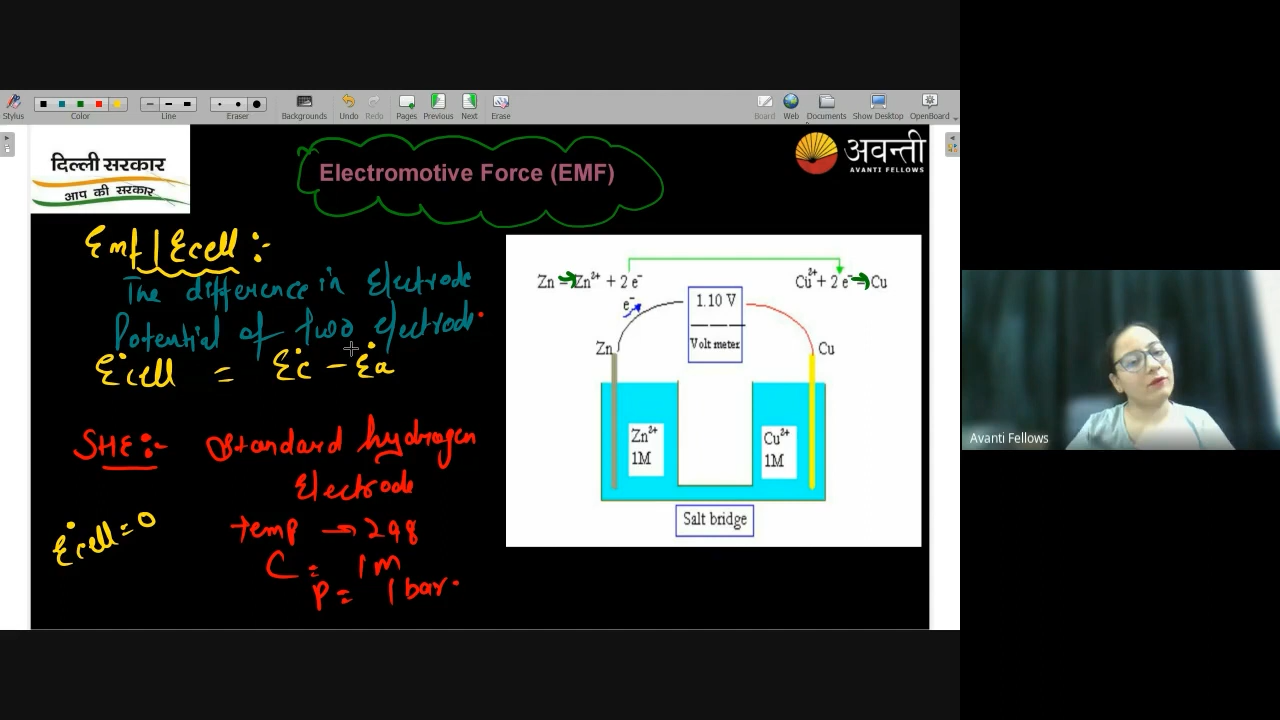 Stylus
Color
Line
Eraser
Backgrounds
Undo
Redo
Pages
Previous
Next
Erase
Board
Web
Documents
Show Desktop
OpenBoard
दिल्ली सरकार
आप की सरकार
Electromotive Force (EMF)
अवन्ती
AVANTI FELLOWS
Emf | Ecell :-
The difference in Electrode
Potential of two electrode.
E°cell = E°c - E°a
SHE :- Standard hydrogen
Electrode
E°cell = 0
temp → 298
C = 1m
P = 1 bar.
Zn → Zn²⁺ + 2 e⁻
Cu²⁺ + 2 e⁻ → Cu
e⁻
1.10 V
Volt meter
Zn
Cu
Zn²⁺
1M
Cu²⁺
1M
Salt bridge
Avanti Fellows